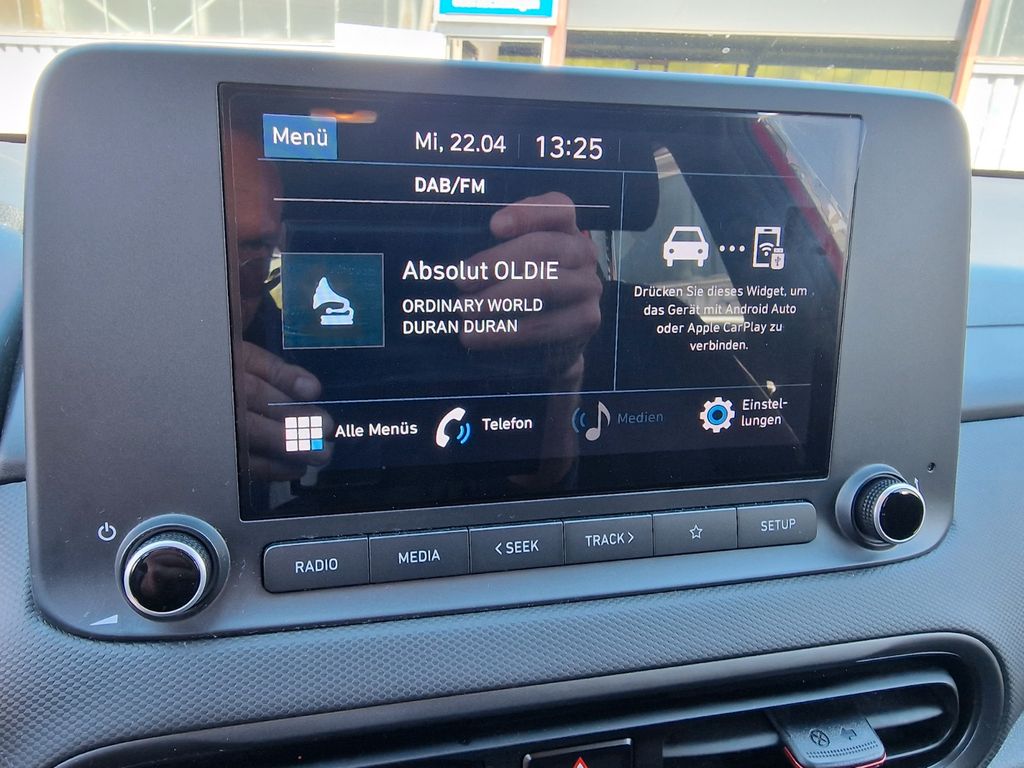 Menü
Mi, 22.04
13:25
DAB/FM
Absolut OLDIE
ORDINARY WORLD
DURAN DURAN
Drücken Sie dieses Widget, um
das Gerät mit Android Auto
oder Apple CarPlay zu
verbinden.
Alle Menüs
Telefon
Medien
Einstel-
lungen
RADIO
MEDIA
< SEEK
TRACK >
SETUP